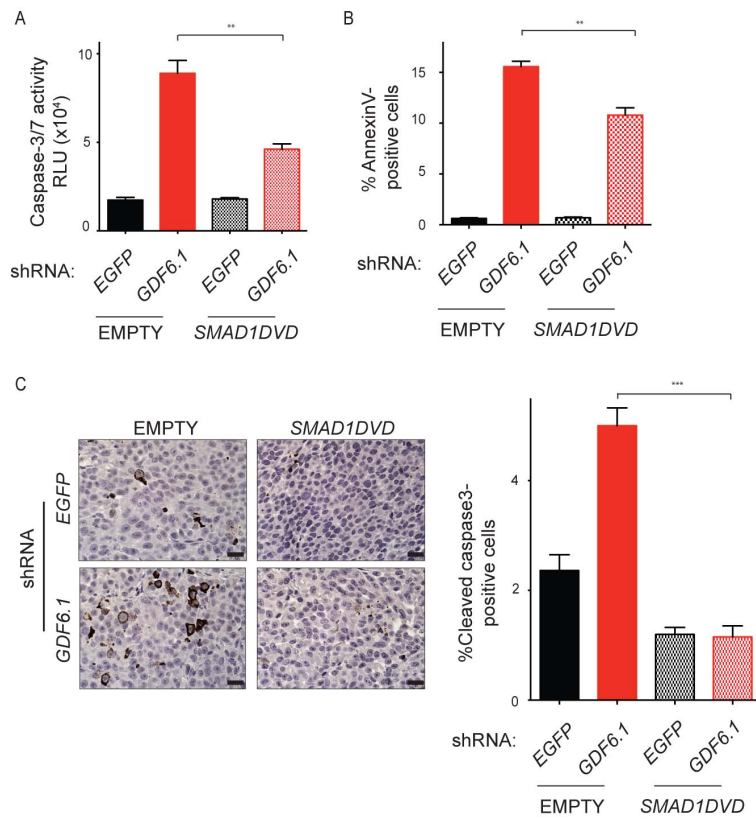 A
**
Caspase-3/7 activity
RLU (x10⁴)
10
5
0
shRNA:
EGFP
GDF6.1
EGFP
GDF6.1
EMPTY
SMAD1DVD
B
**
% AnnexinV-
positive cells
15
10
5
0
shRNA:
EGFP
GDF6.1
EGFP
GDF6.1
EMPTY
SMAD1DVD
C
EMPTY
SMAD1DVD
shRNA
EGFP
GDF6.1
***
%Cleaved caspase3-
positive cells
4
2
0
shRNA:
EGFP
GDF6.1
EGFP
GDF6.1
EMPTY
SMAD1DVD